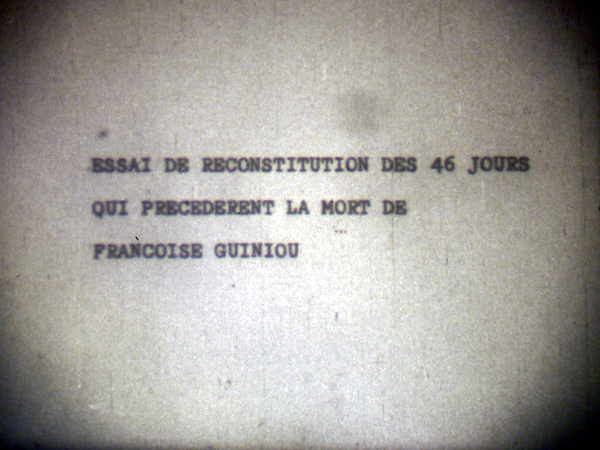 ESSAI DE RECONSTITUTION DES 46 JOURS
QUI PRECEDERENT LA MORT DE
FRANCOISE GUINIOU